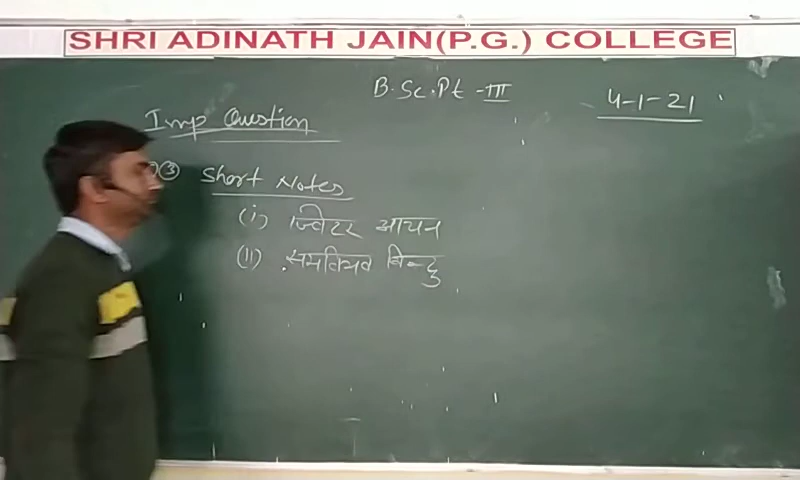 SHRI ADINATH JAIN(P.G.) COLLEGE
B.Sc.Pt-III
4-1-21
Imp Question
③ Short Notes
(i) ज्विटर आयन
(II) समविभव बिन्दु